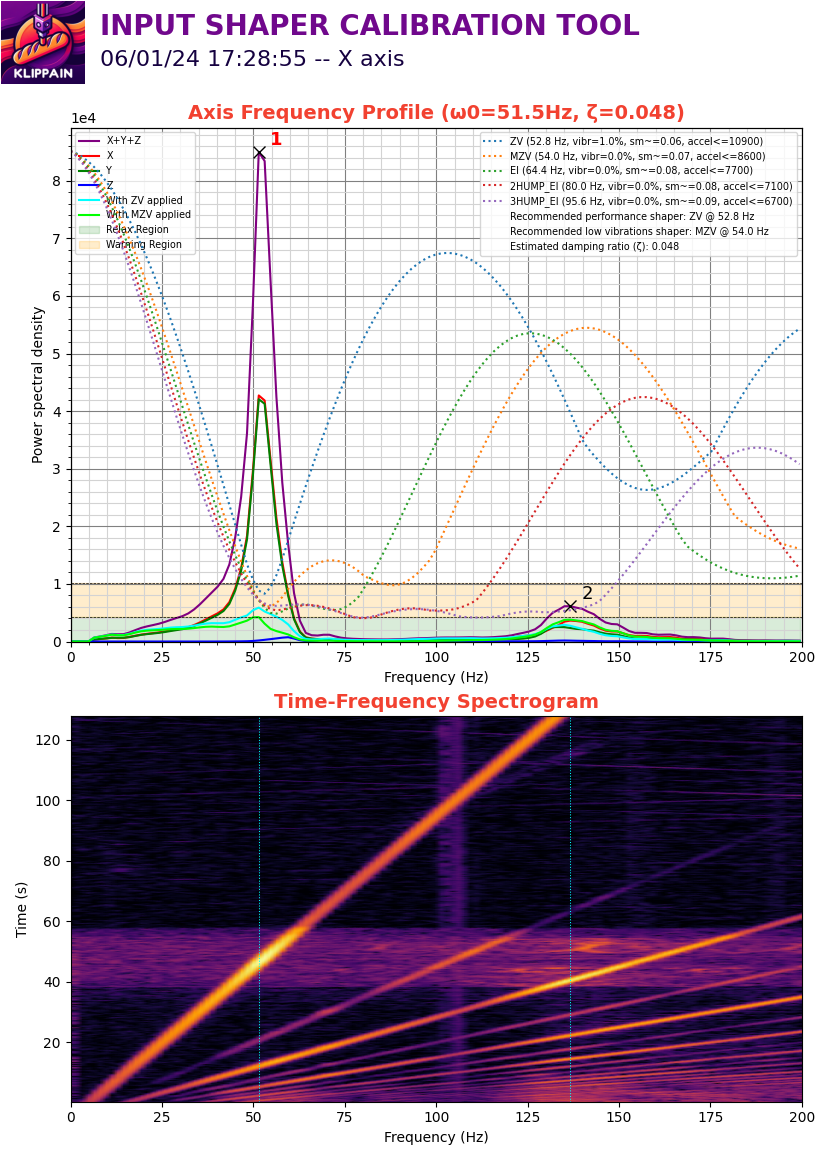 INPUT SHAPER CALIBRATION TOOL
06/01/24 17:28:55 -- X axis
KLIPPAIN
Axis Frequency Profile (ω0=51.5Hz, ζ=0.048)
1e4
X+Y+Z
X
Y
Z
With ZV applied
With MZV applied
Relax Region
Warning Region
1
ZV (52.8 Hz, vibr=1.0%, sm~=0.06, accel<=10900)
MZV (54.0 Hz, vibr=0.0%, sm~=0.07, accel<=8600)
EI (64.4 Hz, vibr=0.0%, sm~=0.08, accel<=7700)
2HUMP_EI (80.0 Hz, vibr=0.0%, sm~=0.08, accel<=7100)
3HUMP_EI (95.6 Hz, vibr=0.0%, sm~=0.09, accel<=6700)
Recommended performance shaper: ZV @ 52.8 Hz
Recommended low vibrations shaper: MZV @ 54.0 Hz
Estimated damping ratio (ζ): 0.048
8
7
6
5
4
3
2
1
0
Power spectral density
2
0 25 50 75 100 125 150 175 200
Frequency (Hz)
Time-Frequency Spectrogram
120
100
80
60
40
20
Time (s)
0 25 50 75 100 125 150 175 200
Frequency (Hz)